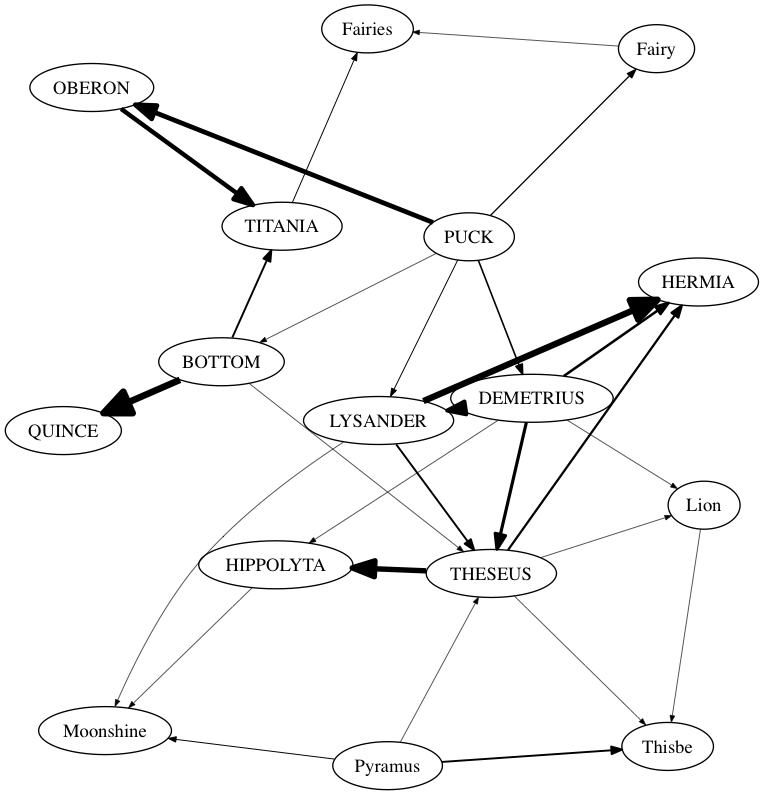 Fairies
Fairy
OBERON
TITANIA
PUCK
HERMIA
BOTTOM
DEMETRIUS
LYSANDER
QUINCE
Lion
HIPPOLYTA
THESEUS
Moonshine
Thisbe
Pyramus